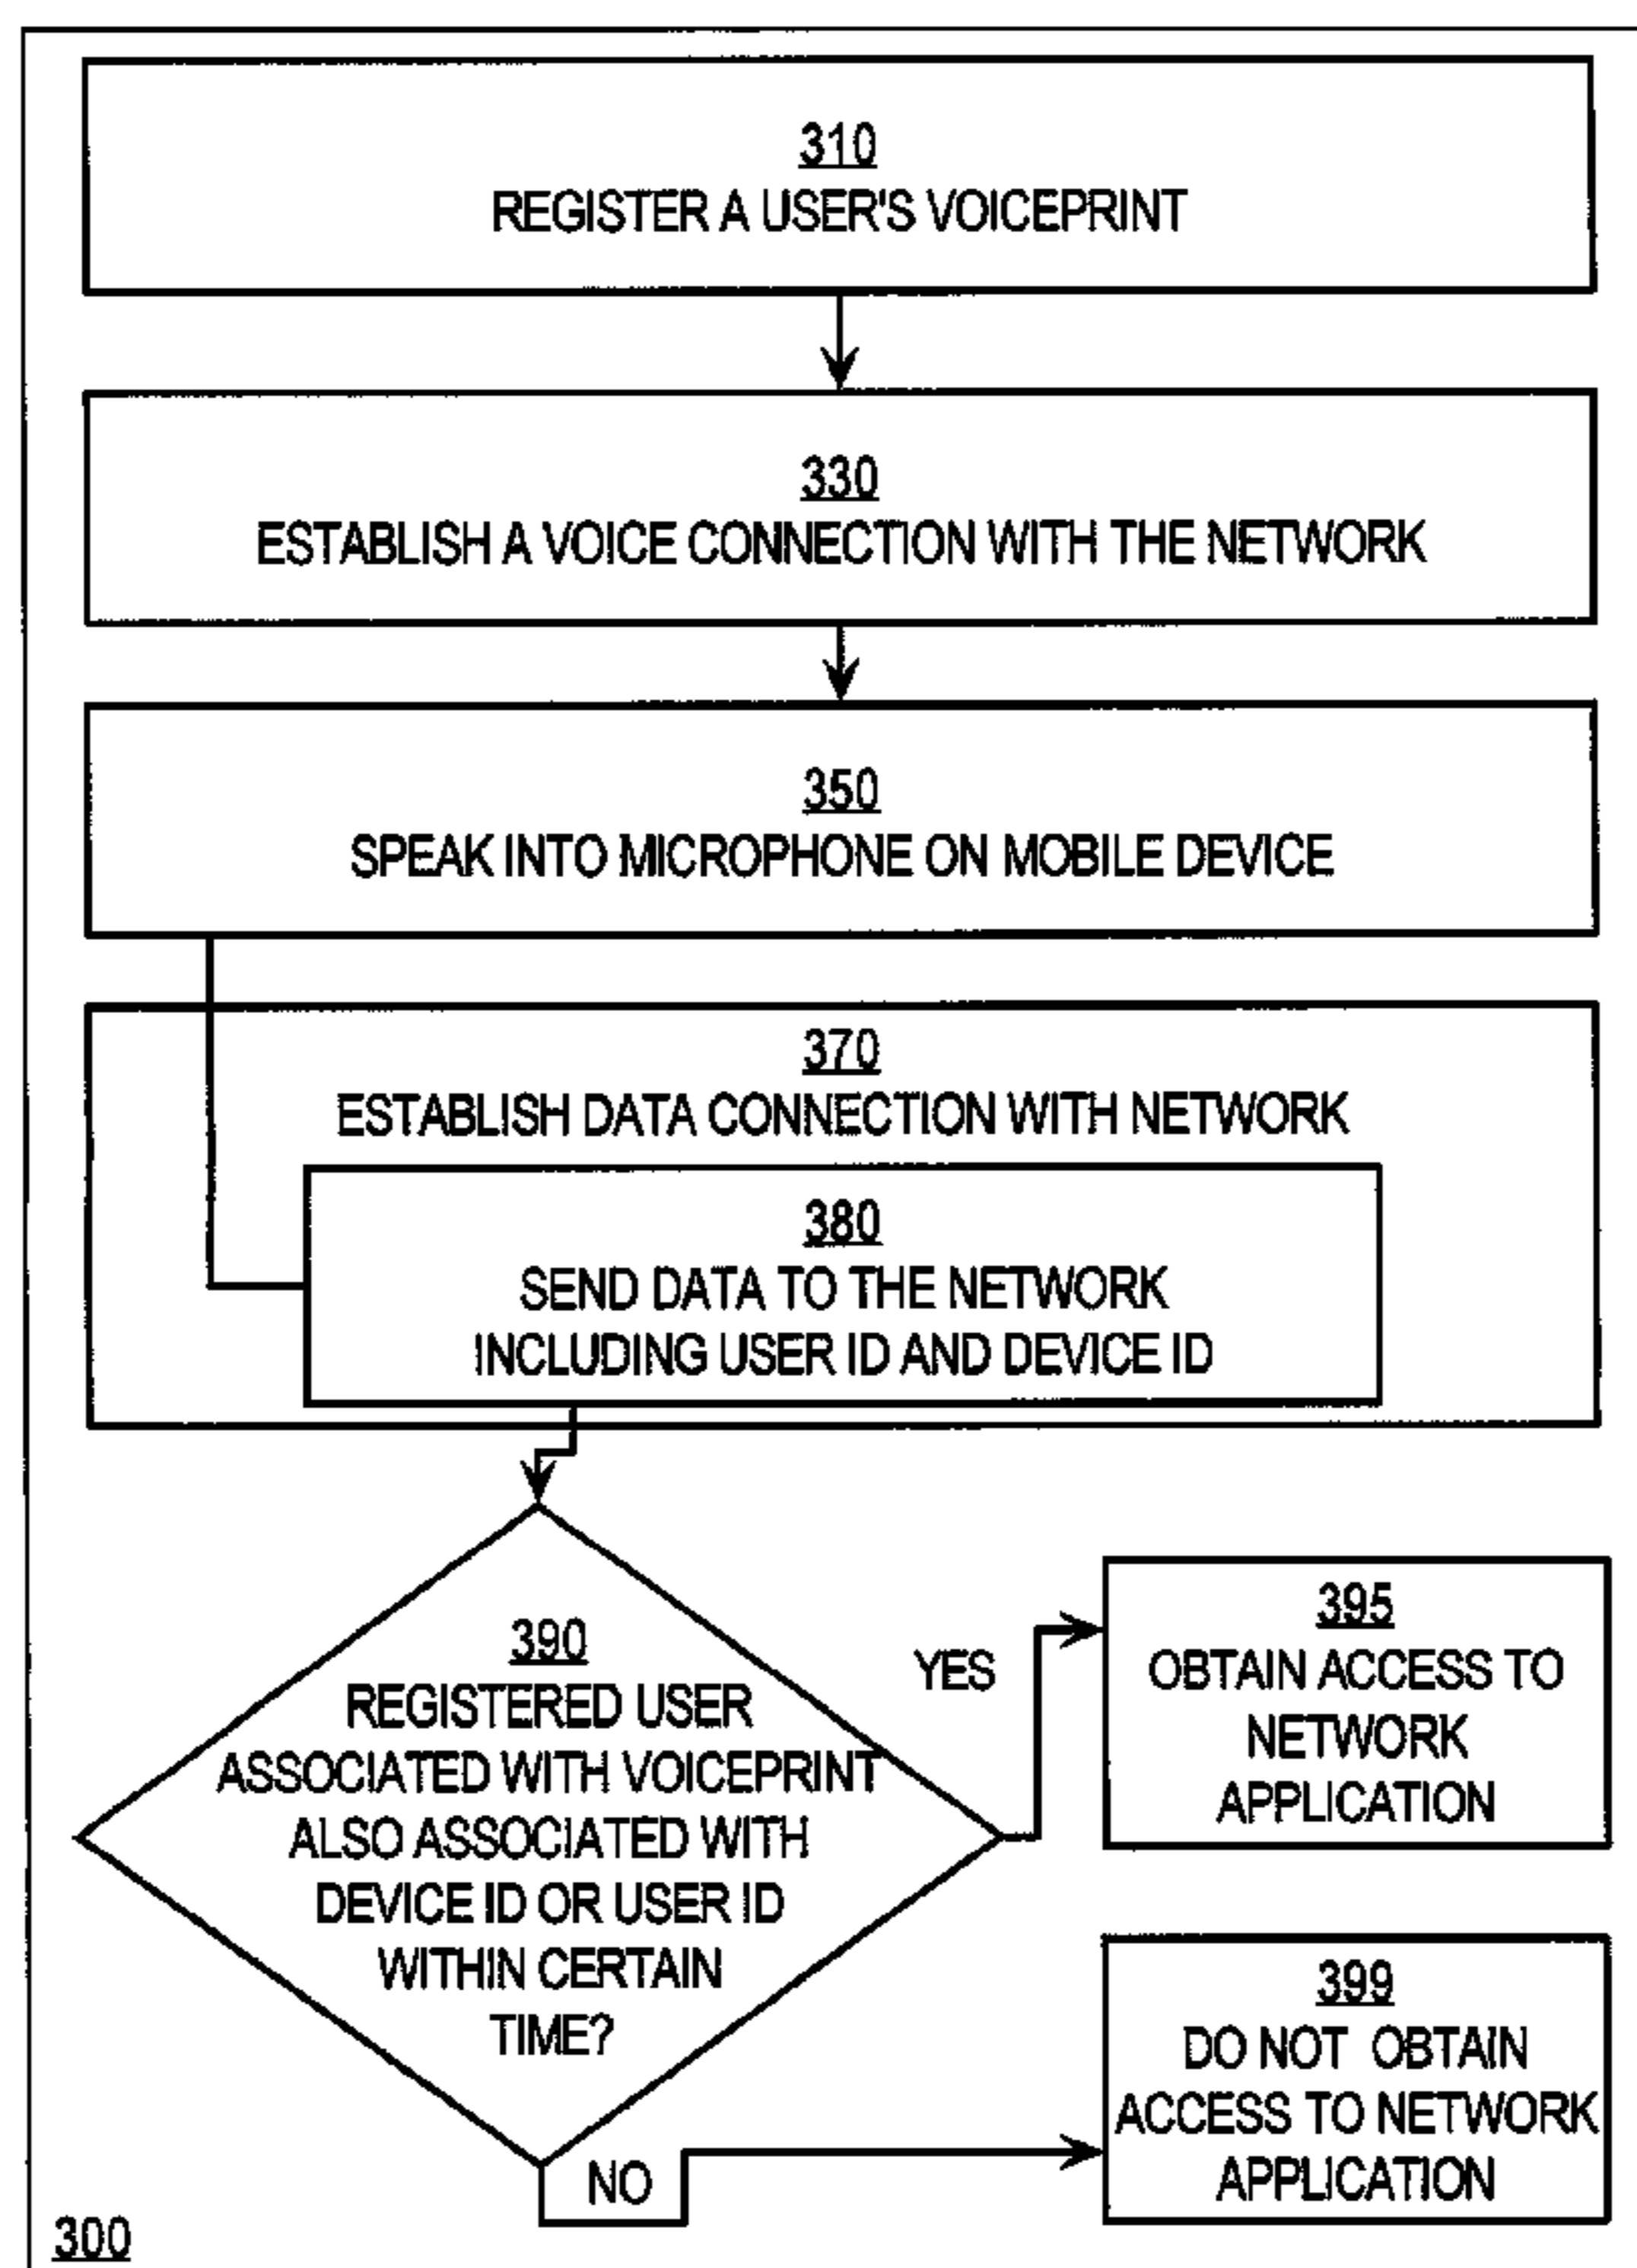 310
REGISTER A USER'S VOICEPRINT
330
ESTABLISH A VOICE CONNECTION WITH THE NETWORK
350
SPEAK INTO MICROPHONE ON MOBILE DEVICE
370
ESTABLISH DATA CONNECTION WITH NETWORK
380
SEND DATA TO THE NETWORK
INCLUDING USER ID AND DEVICE ID
390
REGISTERED USER
ASSOCIATED WITH VOICEPRINT
ALSO ASSOCIATED WITH
DEVICE ID OR USER ID
WITHIN CERTAIN
TIME?
YES
395
OBTAIN ACCESS TO
NETWORK
APPLICATION
NO
399
DO NOT OBTAIN
ACCESS TO NETWORK
APPLICATION
300